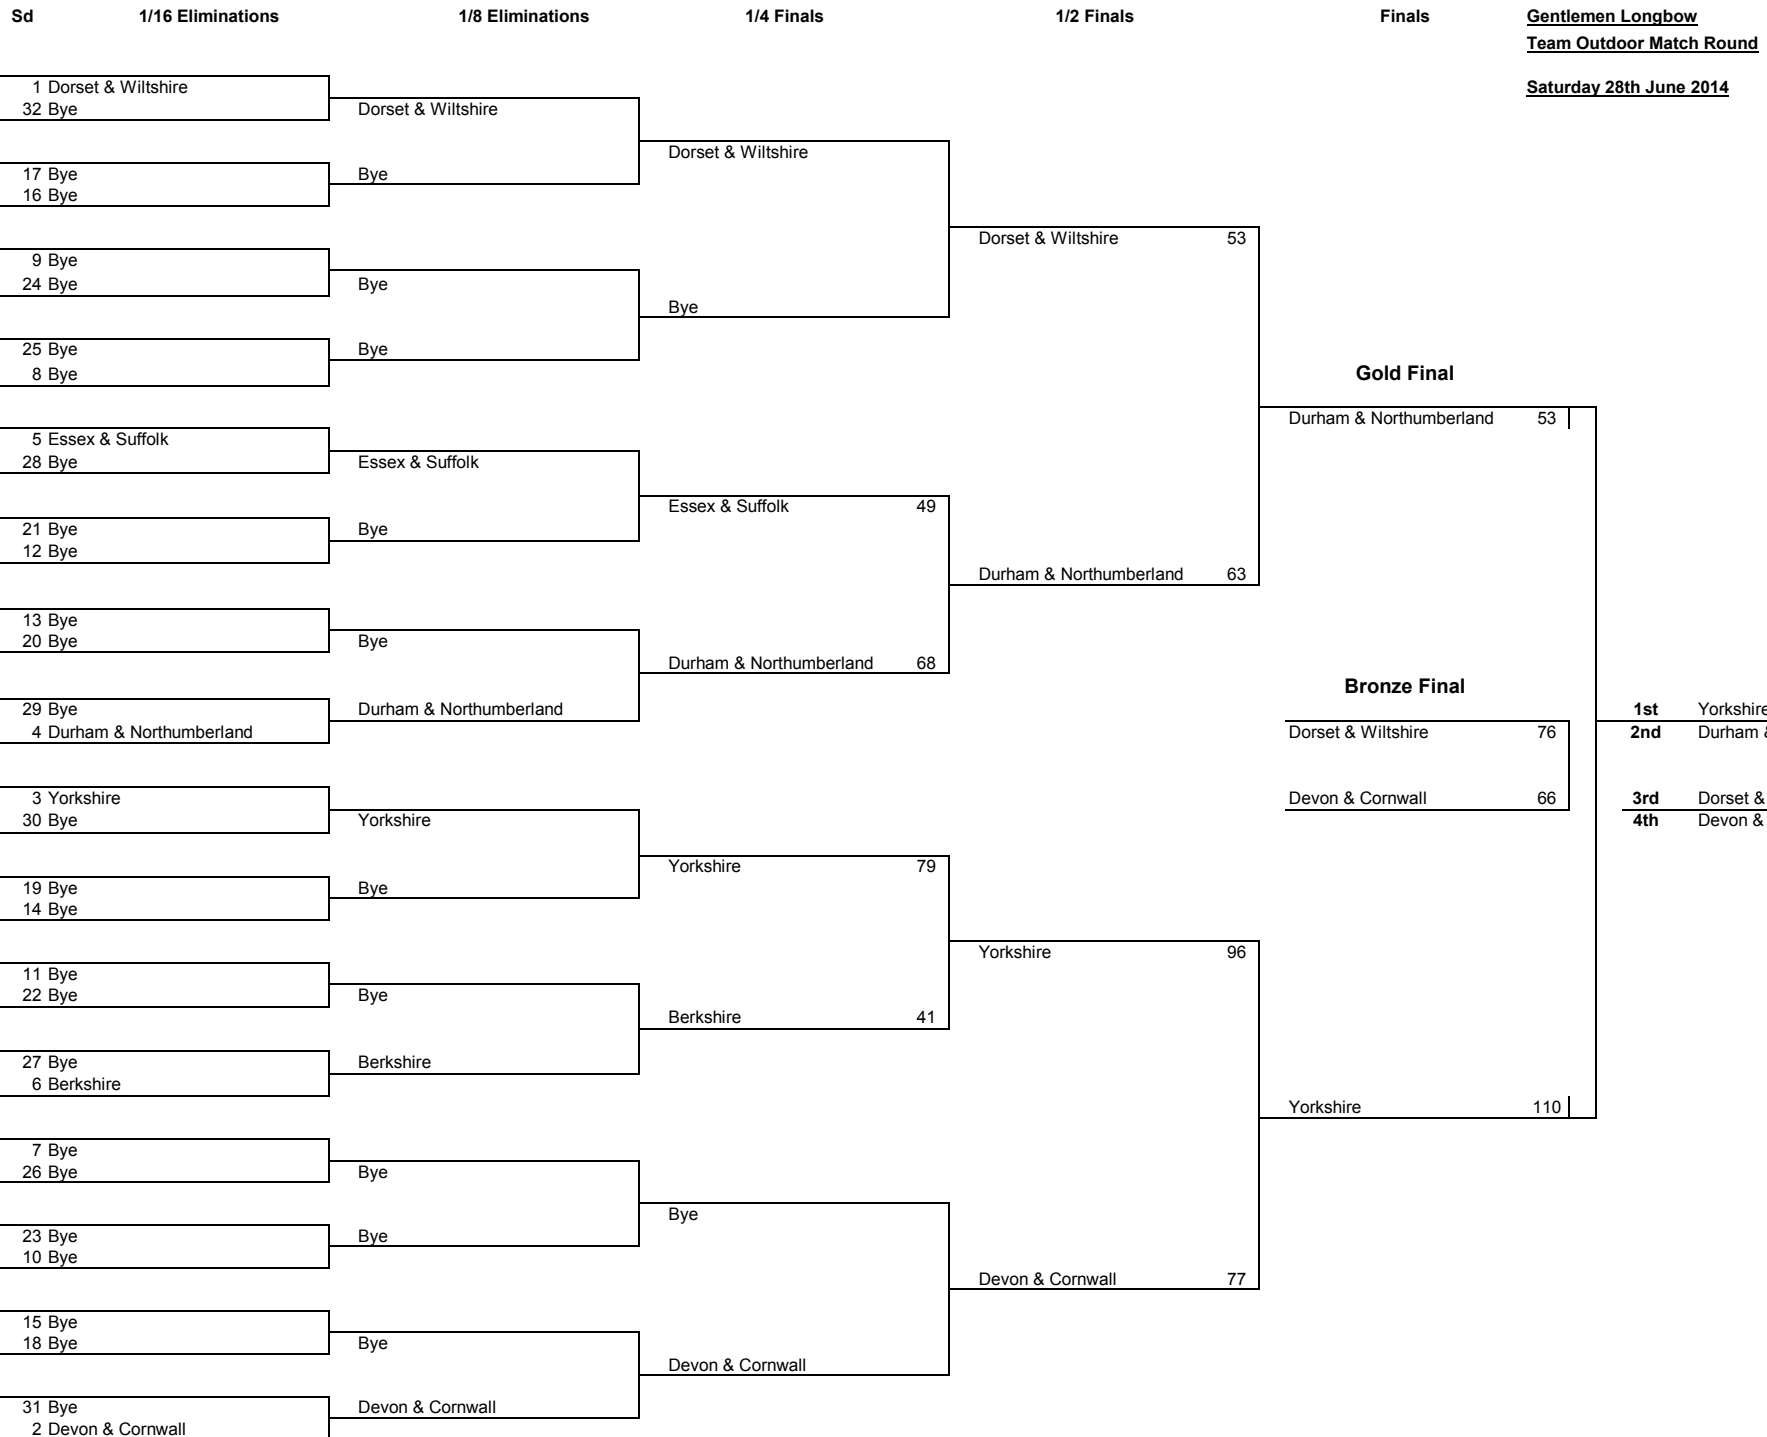 Sd 1/16 Eliminations 1/8 Eliminations 1/4 Finals 1/2 Finals Finals Gentlemen Longbow
Team Outdoor Match Round
Saturday 28th June 2014
1 Dorset & Wiltshire
32 Bye
17 Bye
16 Bye
9 Bye
24 Bye
25 Bye
8 Bye
5 Essex & Suffolk
28 Bye
21 Bye
12 Bye
13 Bye
20 Bye
29 Bye
4 Durham & Northumberland
3 Yorkshire
30 Bye
19 Bye
14 Bye
11 Bye
22 Bye
27 Bye
6 Berkshire
7 Bye
26 Bye
23 Bye
10 Bye
15 Bye
18 Bye
31 Bye
2 Devon & Cornwall
Dorset & Wiltshire
Bye
Bye
Bye
Essex & Suffolk
Bye
Bye
Durham & Northumberland
Yorkshire
Bye
Bye
Berkshire
Bye
Bye
Bye
Devon & Cornwall
Dorset & Wiltshire
Bye
Essex & Suffolk 49
Durham & Northumberland 68
Yorkshire 79
Berkshire 41
Bye
Devon & Cornwall
Dorset & Wiltshire 53
Durham & Northumberland 63
Yorkshire 96
Devon & Cornwall 77
Gold Final
Durham & Northumberland 53
Bronze Final
Dorset & Wiltshire 76
Devon & Cornwall 66
Yorkshire 110
1st Yorkshire
2nd Durham &
3rd Dorset &
4th Devon &